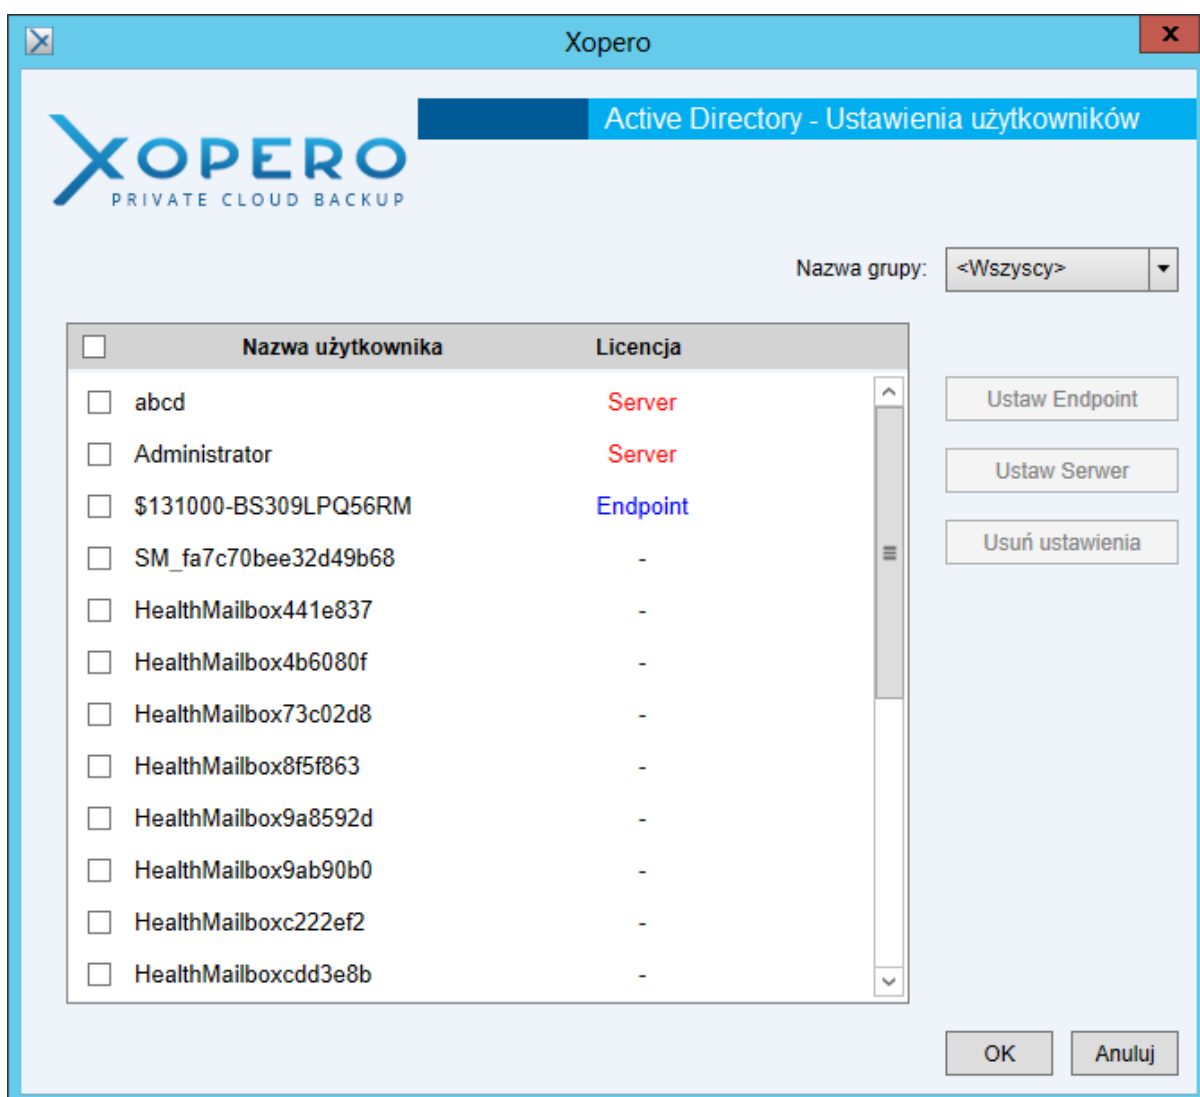 Xopero
Active Directory - Ustawienia użytkowników
XOPERO
PRIVATE CLOUD BACKUP
Nazwa grupy: <Wszyscy>
Nazwa użytkownika Licencja
abcd Server
Ustaw Endpoint
Administrator Server
Ustaw Serwer
$131000-BS309LPQ56RM Endpoint
Usuń ustawienia
SM_fa7c70bee32d49b68 -
HealthMailbox441e837 -
HealthMailbox4b6080f -
HealthMailbox73c02d8 -
HealthMailbox8f5f863 -
HealthMailbox9a8592d -
HealthMailbox9ab90b0 -
HealthMailboxc222ef2 -
HealthMailboxcdd3e8b -
OK Anuluj